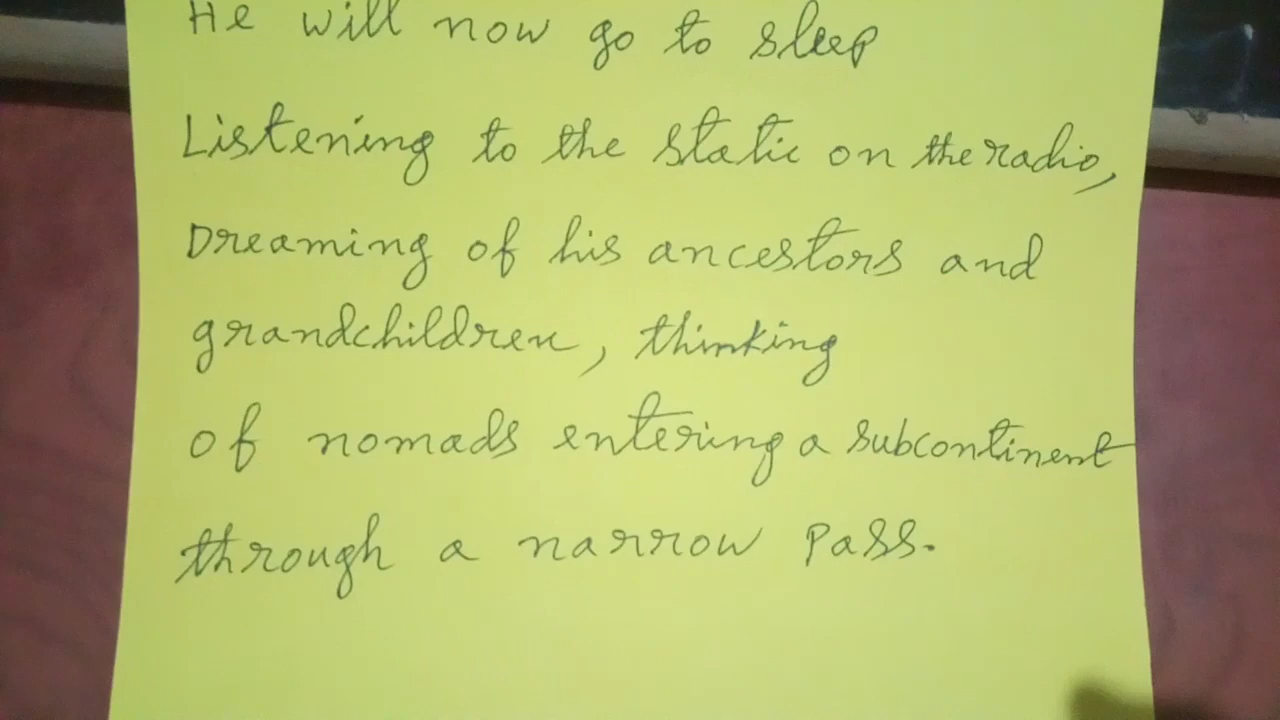 He will now go to sleep
Listening to the static on the radio,
Dreaming of his ancestors and
grandchildren, thinking
of nomads entering a subcontinent
through a narrow pass.